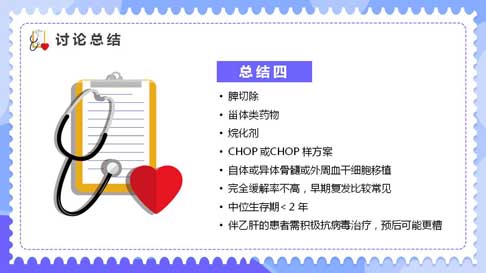 讨论总结
总结四
• 脾切除
• 甾体类药物
• 烷化剂
• CHOP 或CHOP 样方案
• 自体或异体骨髓或外周血干细胞移植
• 完全缓解率不高，早期复发比较常见
• 中位生存期< 2 年
• 伴乙肝的患者需积极抗病毒治疗，预后可能更糟